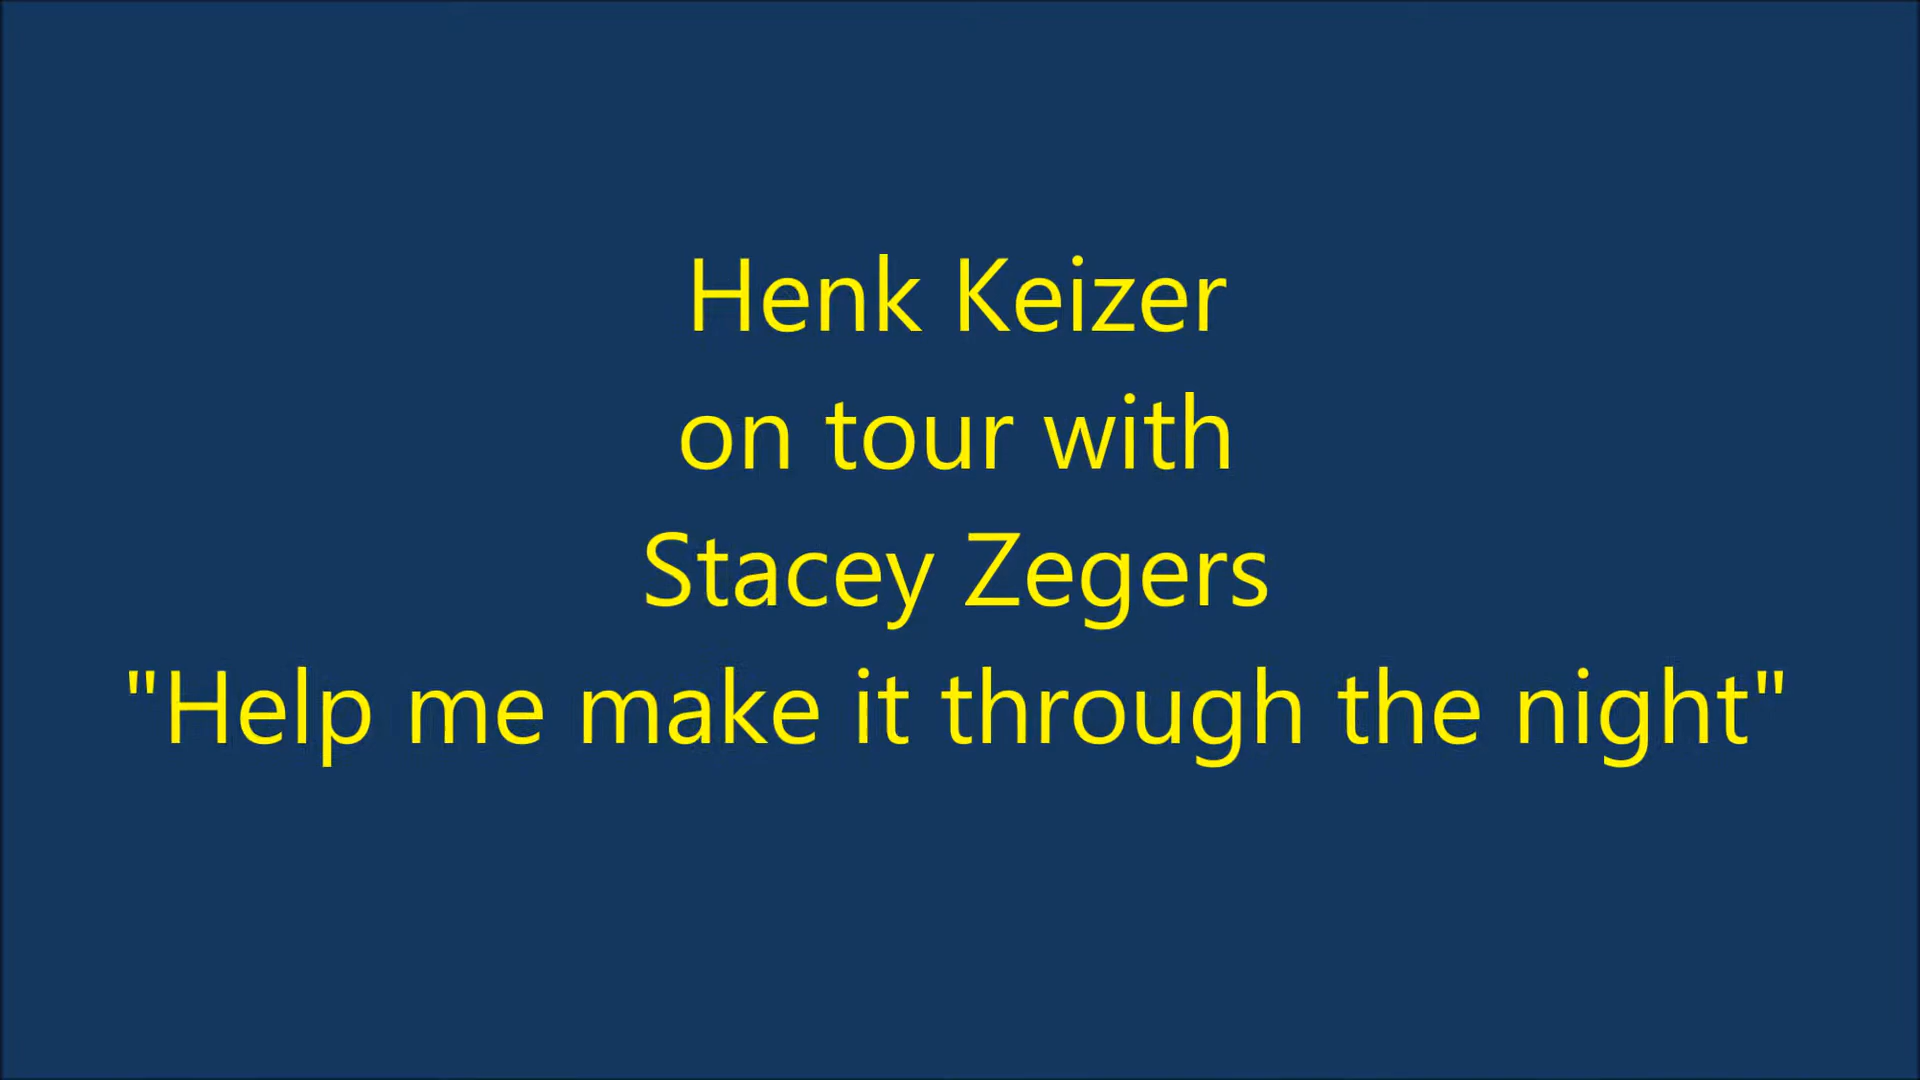 Henk Keizer
on tour with
Stacey Zegers
"Help me make it through the night"